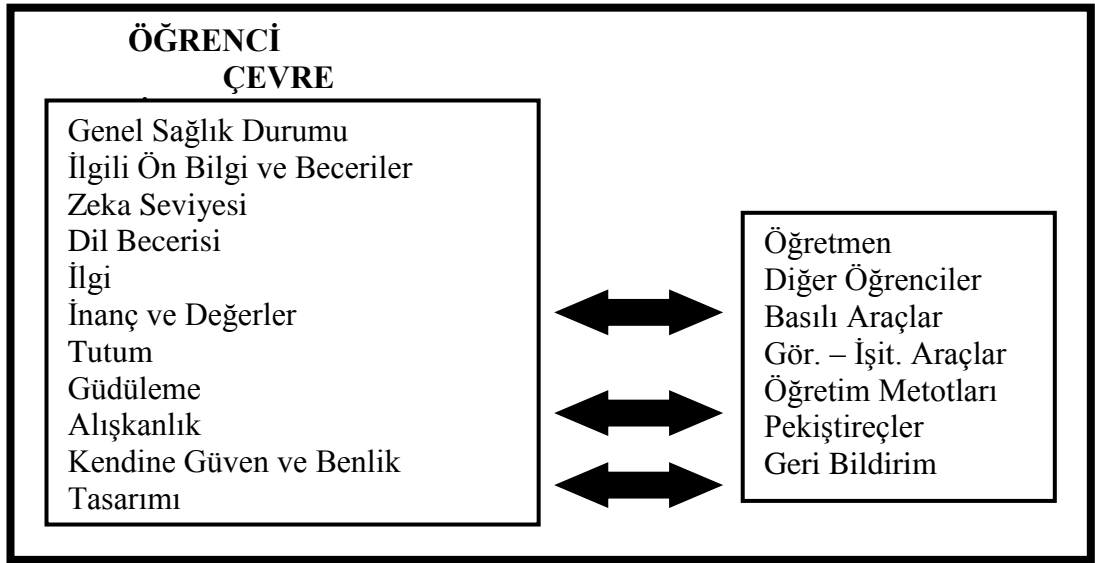 ÖĞRENCİ
ÇEVRE
Genel Sağlık Durumu
İlgili Ön Bilgi ve Beceriler
Zeka Seviyesi
Dil Becerisi
İlgi
İnanç ve Değerler
Tutum
Güdüleme
Alışkanlık
Kendine Güven ve Benlik
Tasarımı
Öğretmen
Diğer Öğrenciler
Basılı Araçlar
Gör. – İşit. Araçlar
Öğretim Metotları
Pekiştireçler
Geri Bildirim